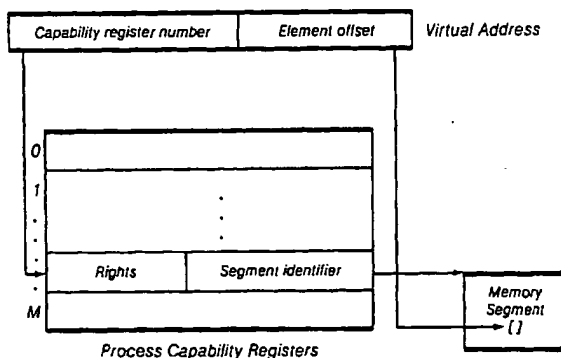 Capability register number Element offset Virtual Address
0
1
Rights Segment identifier
M
Memory
Segment
[ ]
Process Capability Registers